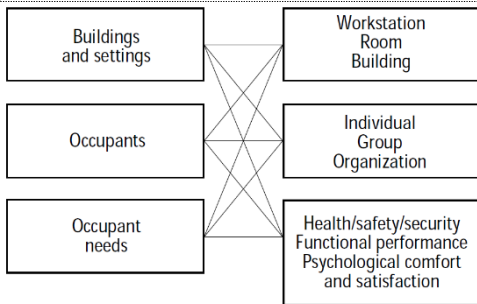 Buildings
and settings
Workstation
Room
Building
Occupants
Individual
Group
Organization
Occupant
needs
Health/safety/security
Functional performance
Psychological comfort
and satisfaction